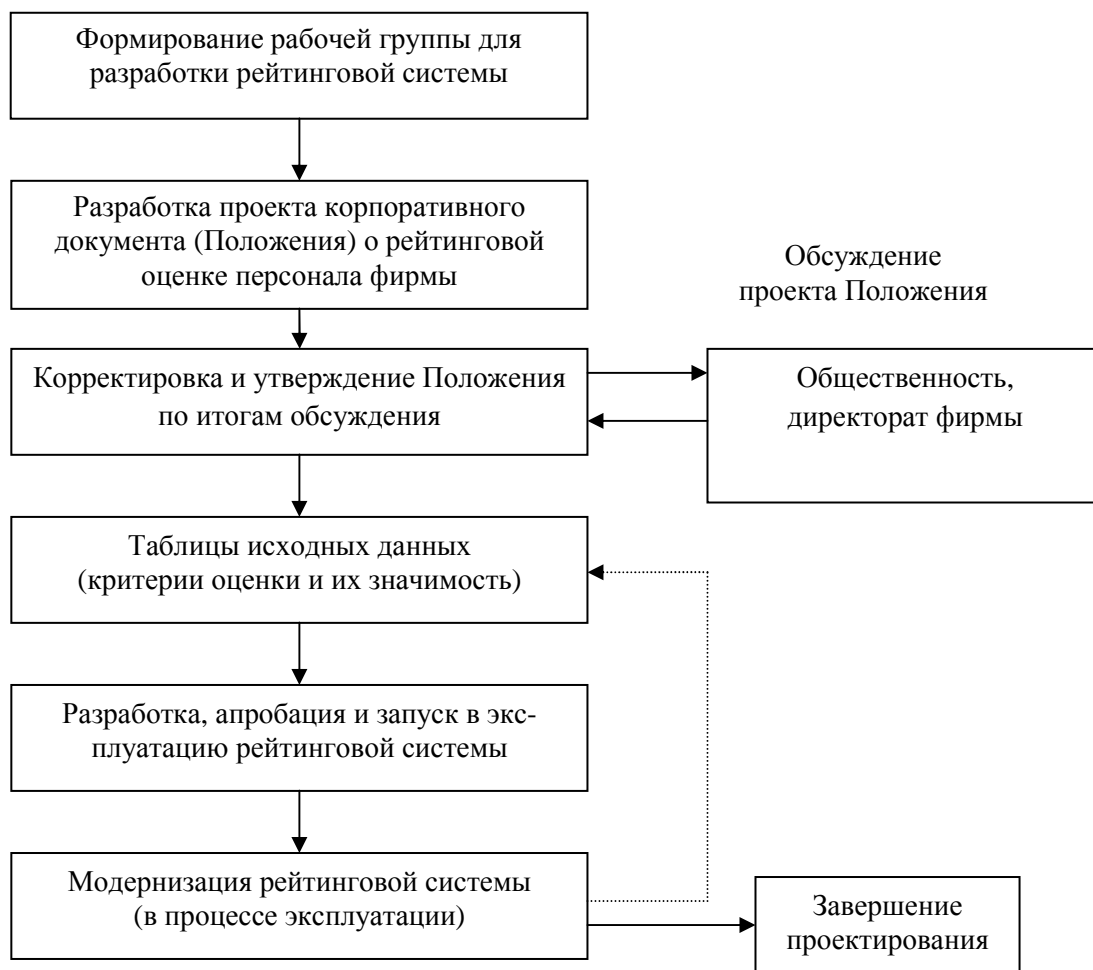 Формирование рабочей группы для
разработки рейтинговой системы
Разработка проекта корпоративного
документа (Положения) о рейтинговой
оценке персонала фирмы
Обсуждение
проекта Положения
Корректировка и утверждение Положения
по итогам обсуждения
Общественность,
директорат фирмы
Таблицы исходных данных
(критерии оценки и их значимость)
Разработка, апробация и запуск в экс-
плуатацию рейтинговой системы
Модернизация рейтинговой системы
(в процессе эксплуатации)
Завершение
проектирования